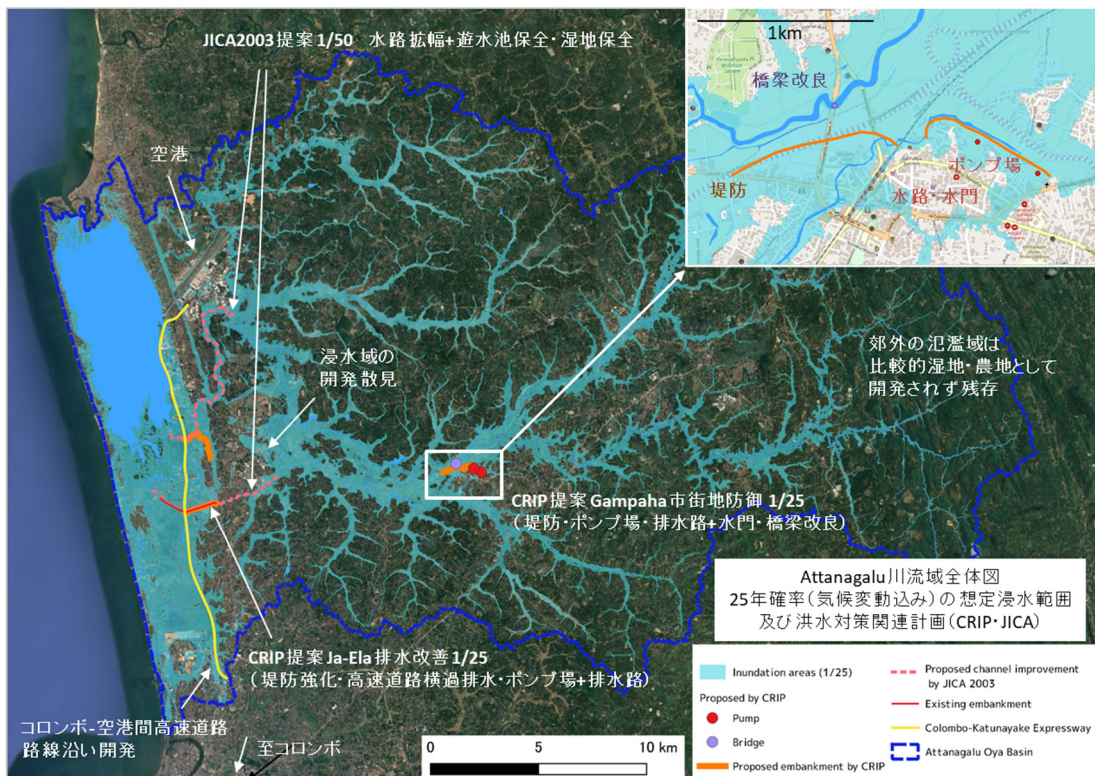 JICA2003提案 1/50 水路拡幅+遊水池保全・湿地保全
空港
1km
橋梁改良
ポンプ場
堤防
水路・水門
浸水域の
開発散見
郊外の氾濫域は
比較的湿地・農地として
開発されず残存
CRIP提案 Gampaha市街地防御 1/25
（堤防・ポンプ場・排水路+水門・橋梁改良）
CRIP提案 Ja-Ela 排水改善 1/25
（堤防強化・高速道路横過排水・ポンプ場+排水路）
コロンボ-空港間高速道路
路線沿い開発
至コロンボ
0 5 10 km
Attanagalu川流域全体図
25年確率（気候変動込み）の想定浸水範囲
及び洪水対策関連計画（CRIP・JICA）
Inundation areas (1/25)
Proposed by CRIP
Pump
Bridge
Proposed embankment by CRIP
Proposed channel improvement
by JICA 2003
Existing embankment
Colombo-Katunayake Expressway
Attanagalu Oya Basin